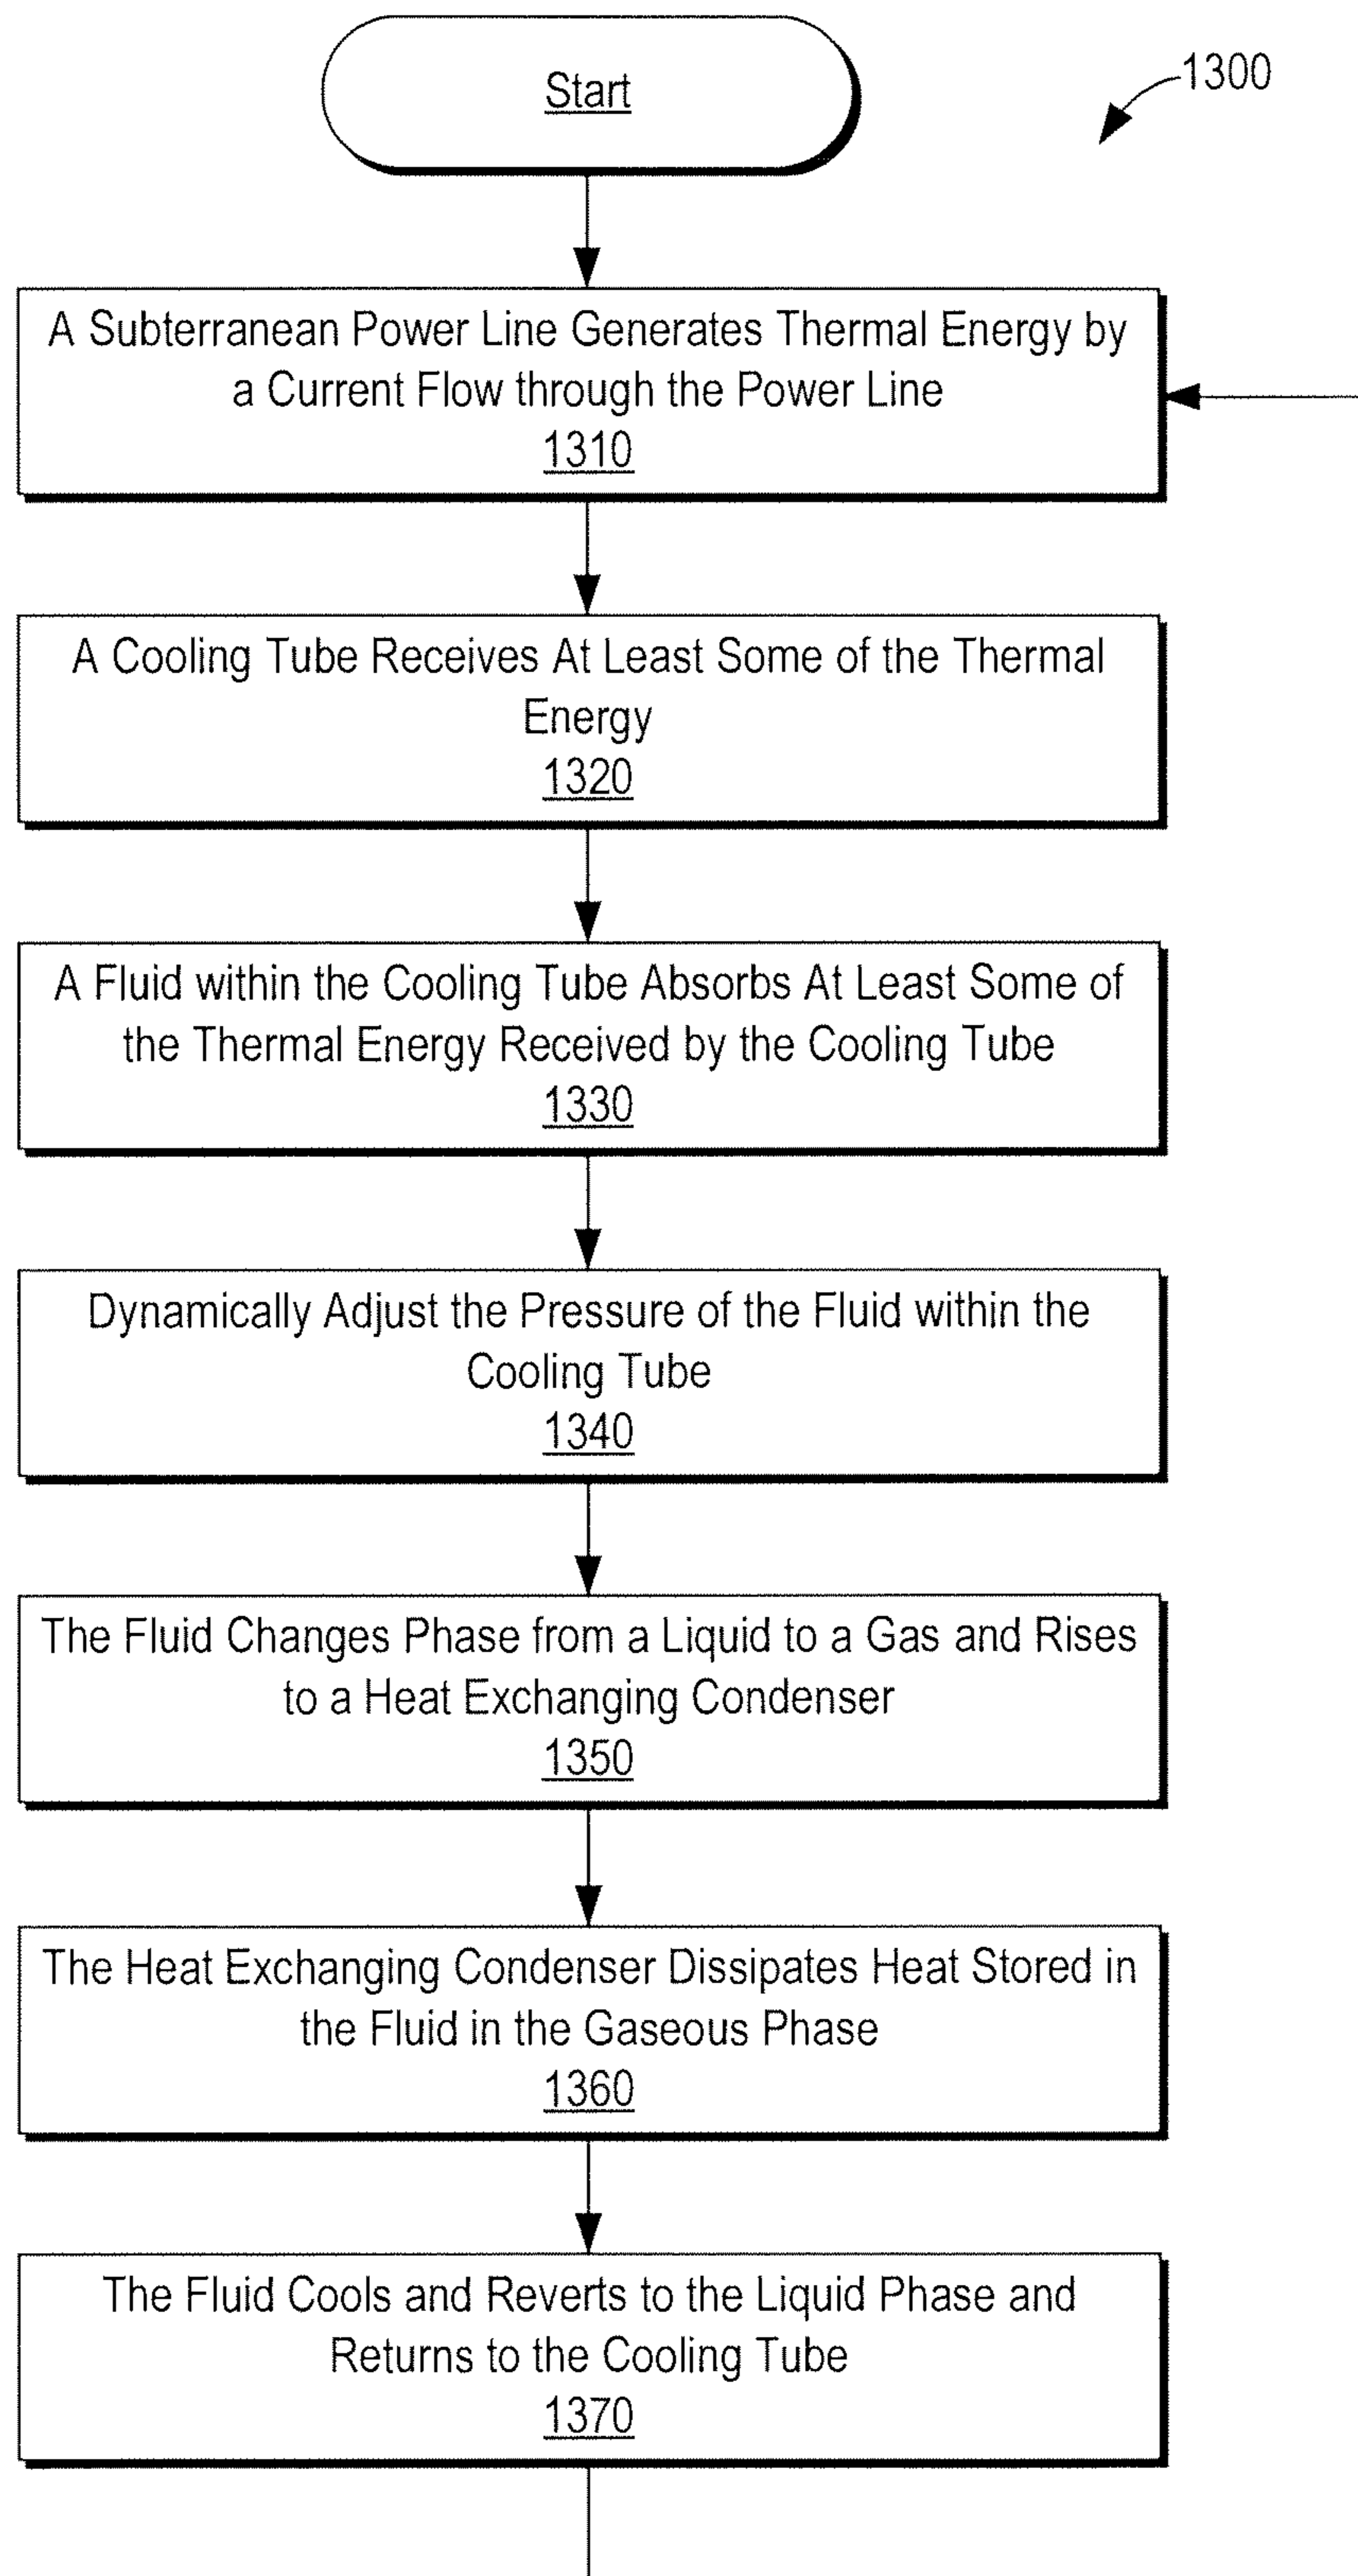 Start
1300
A Subterranean Power Line Generates Thermal Energy by
a Current Flow through the Power Line
1310
A Cooling Tube Receives At Least Some of the Thermal
Energy
1320
A Fluid within the Cooling Tube Absorbs At Least Some of
the Thermal Energy Received by the Cooling Tube
1330
Dynamically Adjust the Pressure of the Fluid within the
Cooling Tube
1340
The Fluid Changes Phase from a Liquid to a Gas and Rises
to a Heat Exchanging Condenser
1350
The Heat Exchanging Condenser Dissipates Heat Stored in
the Fluid in the Gaseous Phase
1360
The Fluid Cools and Reverts to the Liquid Phase and
Returns to the Cooling Tube
1370